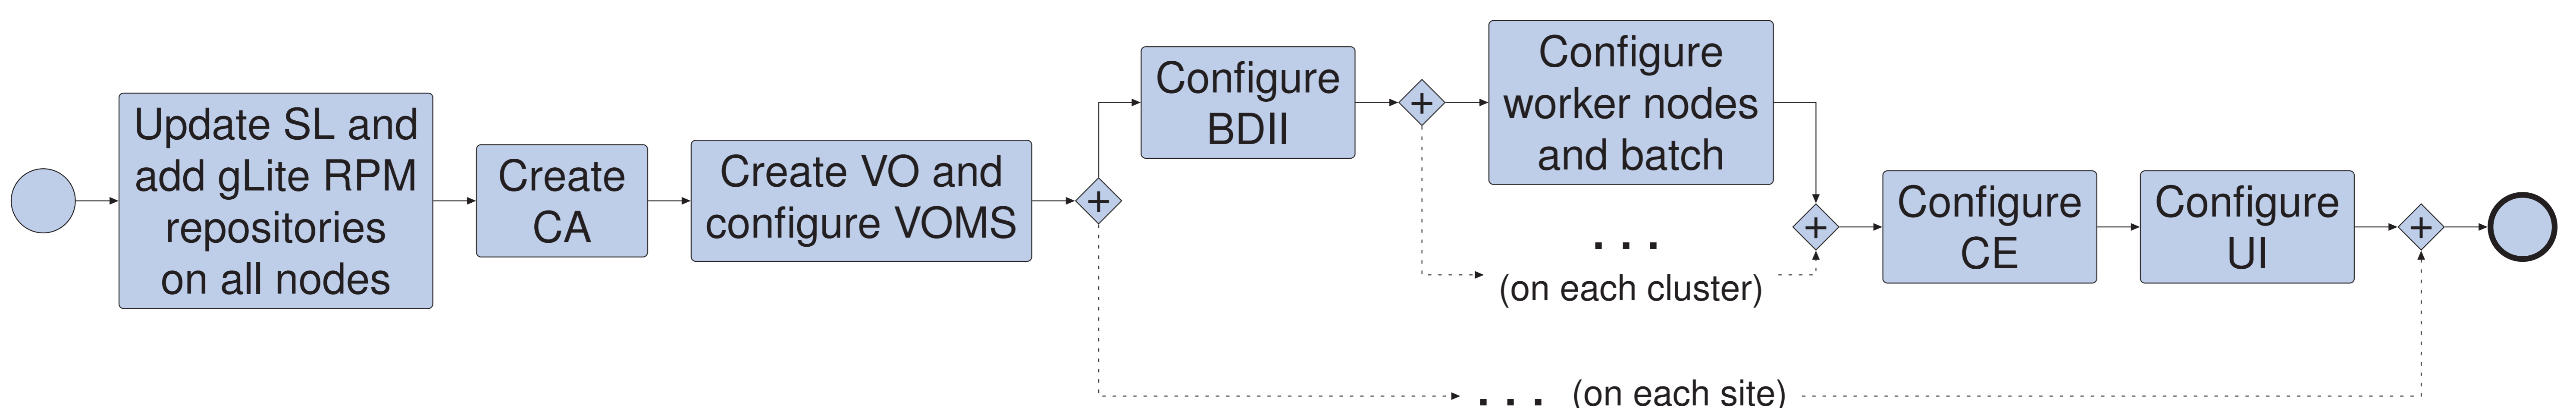 Update SL and
add gLite RPM
repositories
on all nodes
Create
CA
Create VO and
configure VOMS
+
Configure
BDII
+
Configure
worker nodes
and batch
. . .
(on each cluster)
+
Configure
CE
Configure
UI
+
. . . (on each site)